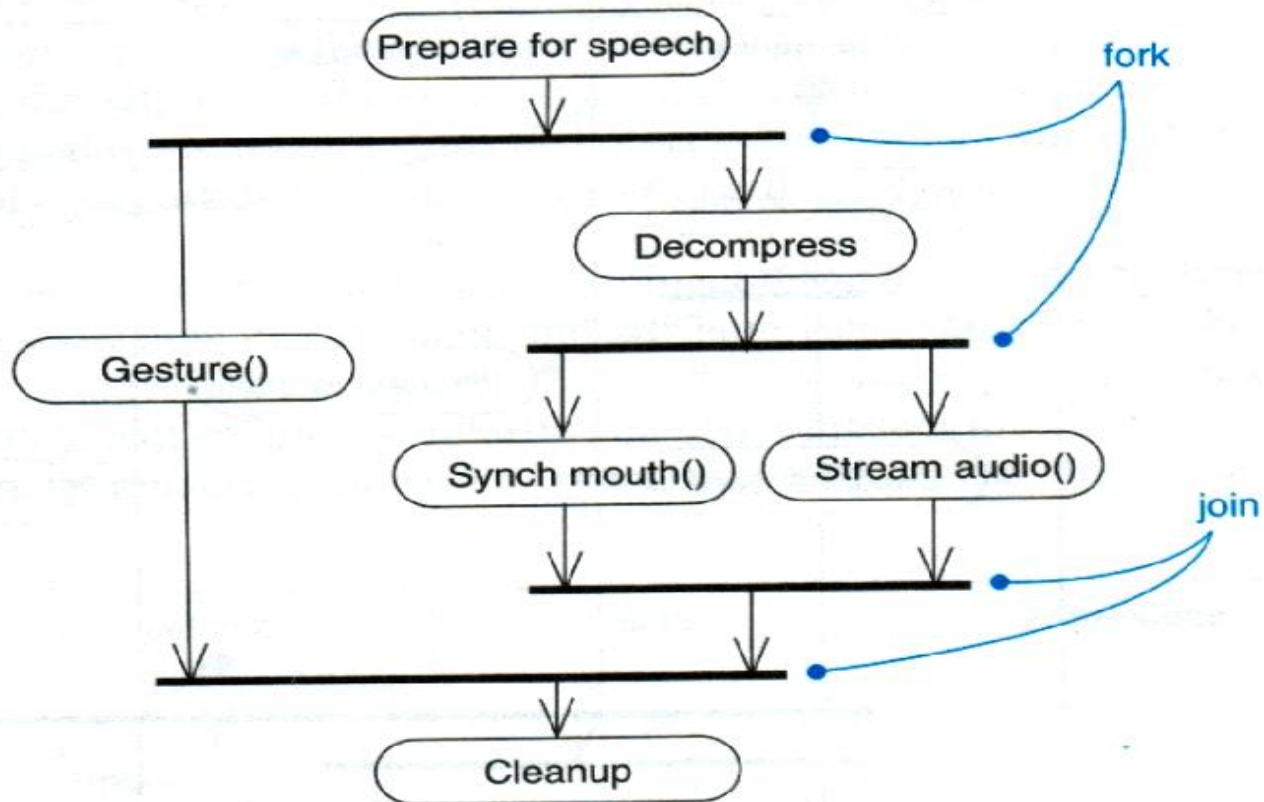 Prepare for speech
fork
Decompress
Gesture()
Synch mouth()
Stream audio()
join
Cleanup